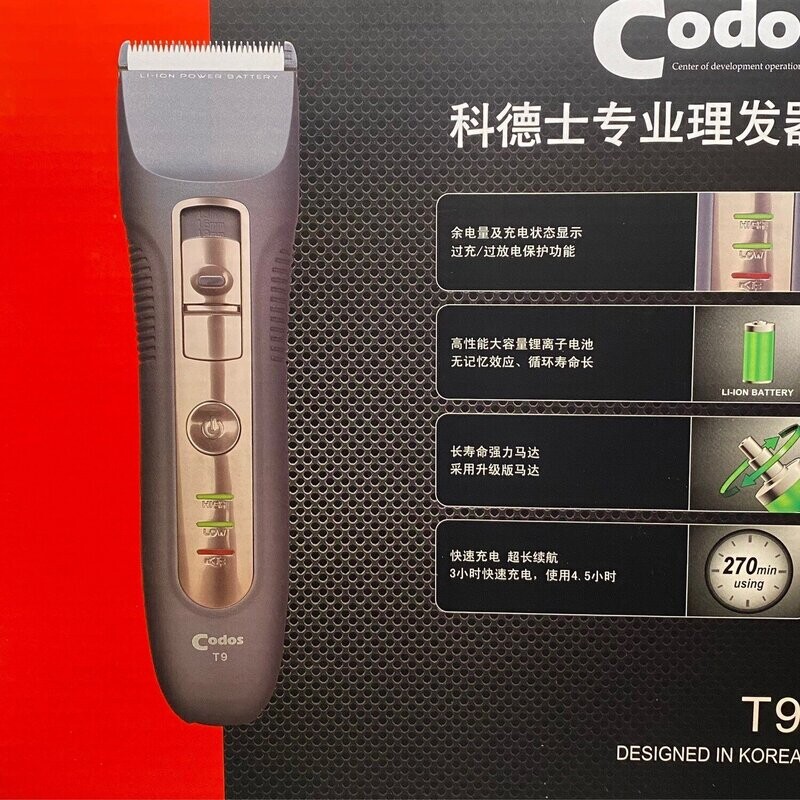 Codo
Center of development operation
科德士专业理发器
LI-ION POWER BATTERY
余电量及充电状态显示
过充/过放电保护功能
HIGH
LOW
高性能大容量锂离子电池
无记忆效应、循环寿命长
LI-ION BATTERY
长寿命强力马达
采用升级版马达
快速充电 超长续航
3小时快速充电，使用4.5小时
270min
using
HIGH
LOW
Codos
T9
T9
DESIGNED IN KOREA